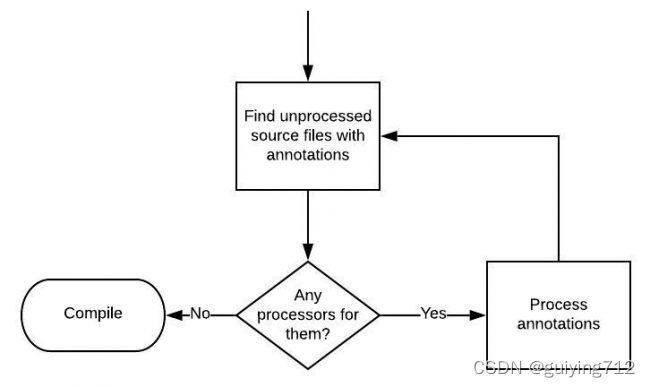 Find unprocessed
source files with
annotations
Any
processors for
them?
No
Yes
Compile
Process
annotations
CSDN @guiying712